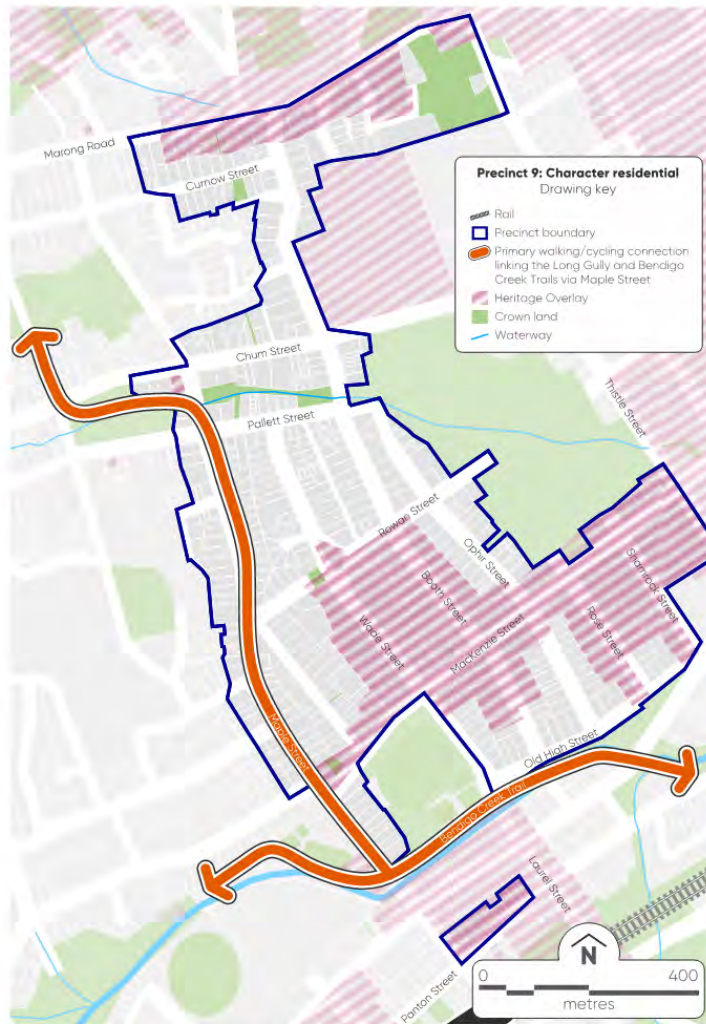 Marong Road
Curnow Street
Precinct 9: Character residential
Drawing key
Rail
Precinct boundary
Primary walking/cycling connection
linking the Long Gully and Bendigo
Creek Trails via Maple Street
Heritage Overlay
Crown land
Waterway
Chum Street
Thistle Street
Pallett Street
Rowae Street
Ophir Street
Booth Street
Shamrock Street
Wapie Street
MacKenzie Street
Rose Street
Maple Street
Old High Street
Bendigo Creek Trail
Laurel Street
Panton Street
N
0 400
metres